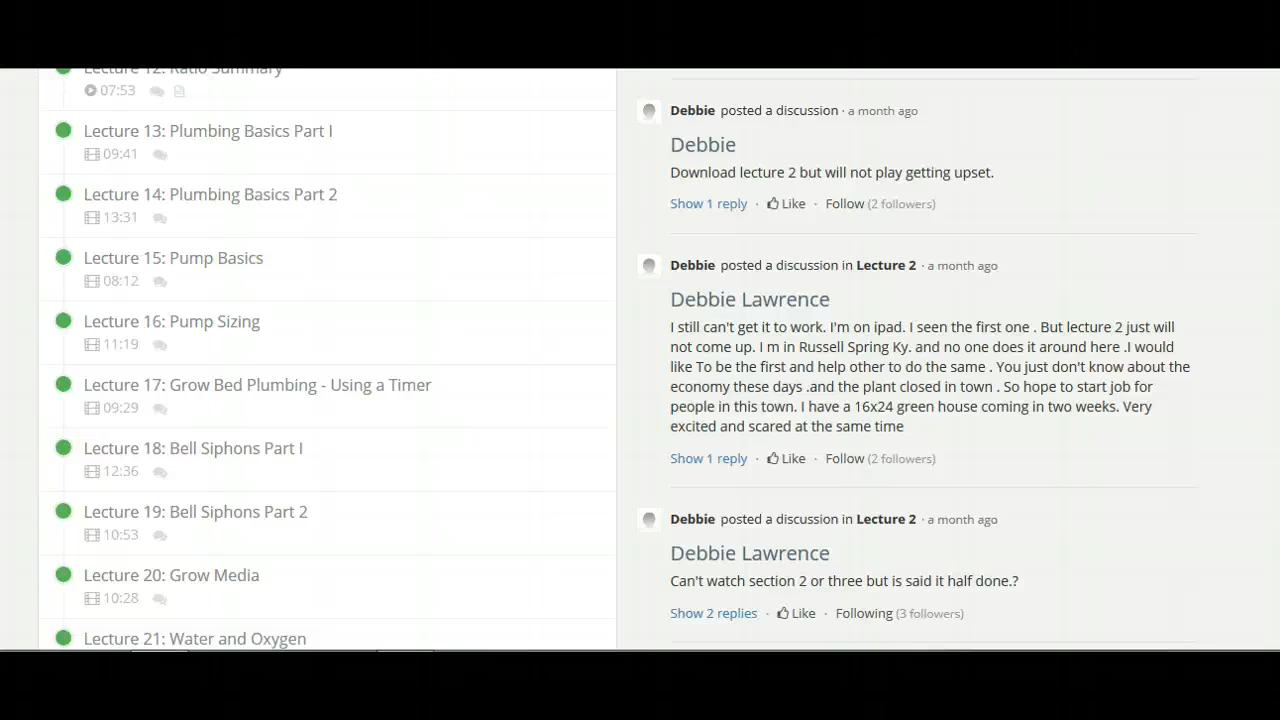 Lecture 12: Ratio Summary
07:53
Lecture 13: Plumbing Basics Part I
09:41
Lecture 14: Plumbing Basics Part 2
13:31
Lecture 15: Pump Basics
08:12
Lecture 16: Pump Sizing
11:19
Lecture 17: Grow Bed Plumbing - Using a Timer
09:29
Lecture 18: Bell Siphons Part I
12:36
Lecture 19: Bell Siphons Part 2
10:53
Lecture 20: Grow Media
10:28
Lecture 21: Water and Oxygen
Debbie posted a discussion · a month ago
Debbie
Download lecture 2 but will not play getting upset.
Show 1 reply · Like · Follow (2 followers)
Debbie posted a discussion in Lecture 2 · a month ago
Debbie Lawrence
I still can't get it to work. I'm on ipad. I seen the first one . But lecture 2 just will
not come up. I m in Russell Spring Ky. and no one does it around here .I would
like To be the first and help other to do the same . You just don't know about the
economy these days .and the plant closed in town . So hope to start job for
people in this town. I have a 16x24 green house coming in two weeks. Very
excited and scared at the same time
Show 1 reply · Like · Follow (2 followers)
Debbie posted a discussion in Lecture 2 · a month ago
Debbie Lawrence
Can't watch section 2 or three but is said it half done.?
Show 2 replies · Like · Following (3 followers)